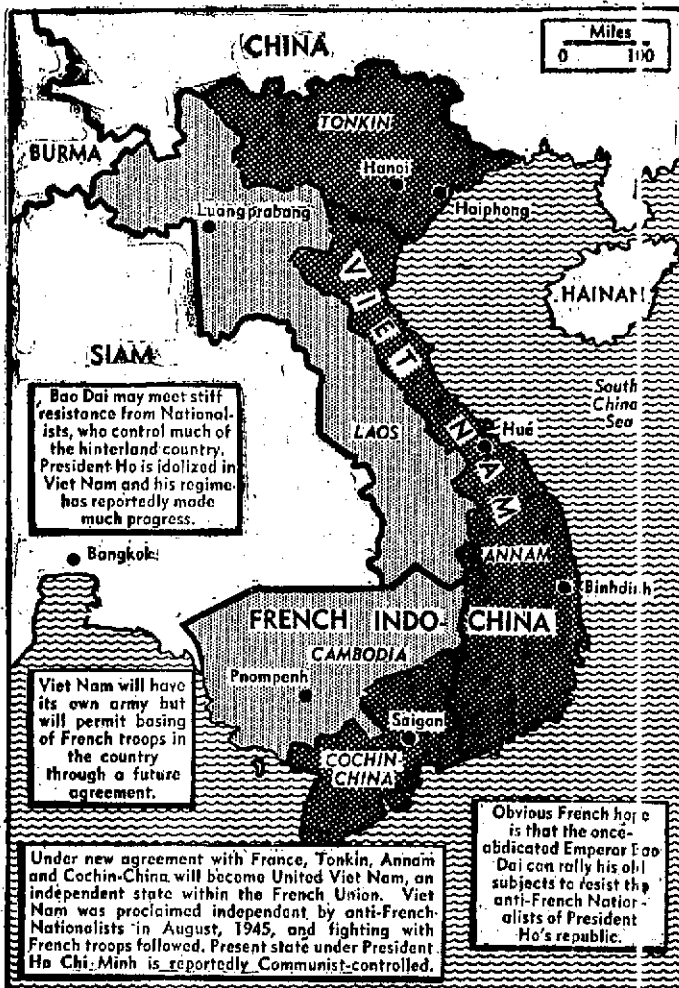 CHINA
Miles
0 100
TONKIN
BURMA
Hanoi
Haiphong
Luangprabang
VIET NAM
HAINAN
SIAM
South
China
Sea
Bao Dai may meet stiff
resistance from National-
ists, who control much of
the hinterland country.
President Ho is idolized in
Viet Nam and his regime
has reportedly made
much progress.
LAOS
Hué
Bangkok
ANNAM
Binhdinh
FRENCH INDO-CHINA
CAMBODIA
Pnompenh
Viet Nam will have
its own army but
will permit basing
of French troops in
the country
through a future
agreement.
Saigon
COCHIN-
CHINA
Obvious French hope
is that the once-
abdicated Emperor Bao
Dai can rally his old
subjects to resist the
anti-French Nation-
alists of President
Ho's republic.
Under new agreement with France, Tonkin, Annam
and Cochin-China will become United Viet Nam, an
independent state within the French Union. Viet
Nam was proclaimed independent by anti-French
Nationalists in August, 1945, and fighting with
French troops followed. Present state under President
Ho Chi Minh is reportedly Communist-controlled.